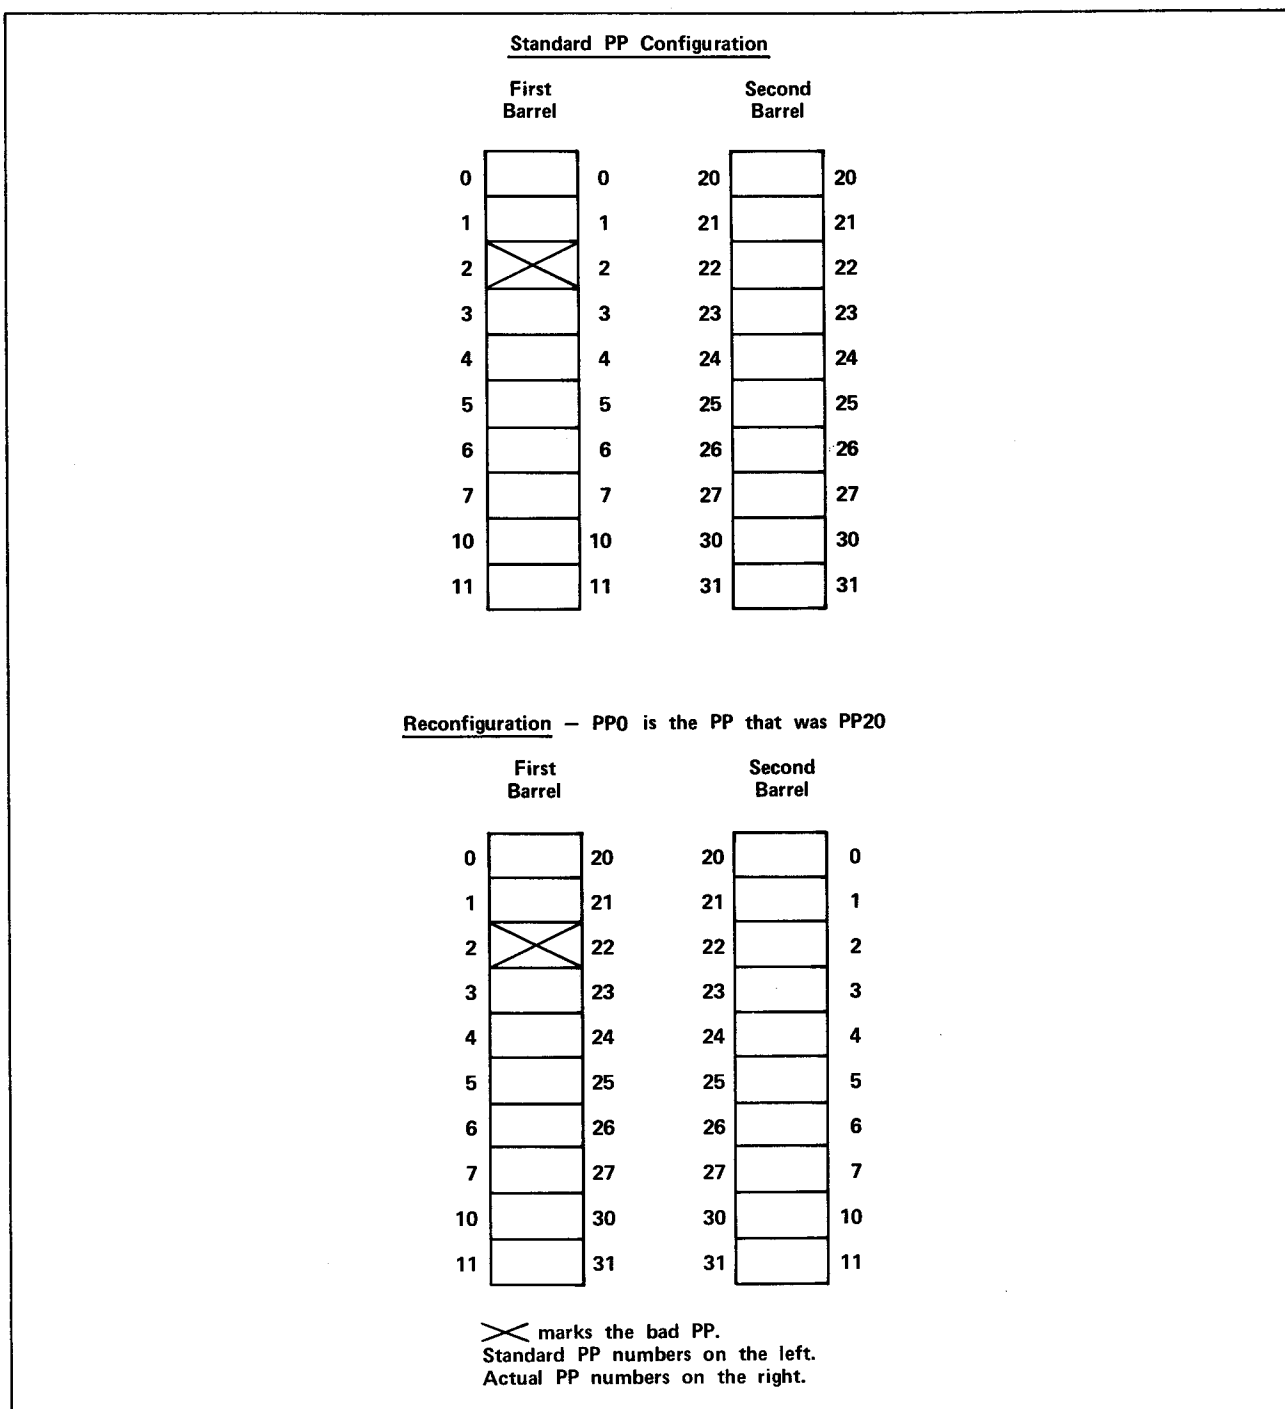 Standard PP Configuration
First Second
Barrel Barrel
0 0 20 20
1 1 21 21
2 2 22 22
3 3 23 23
4 4 24 24
5 5 25 25
6 6 26 26
7 7 27 27
10 10 30 30
11 11 31 31
Reconfiguration — PP0 is the PP that was PP20
First Second
Barrel Barrel
0 20 20 0
1 21 21 1
2 22 22 2
3 23 23 3
4 24 24 4
5 25 25 5
6 26 26 6
7 27 27 7
10 30 30 10
11 31 31 11
marks the bad PP.
Standard PP numbers on the left.
Actual PP numbers on the right.